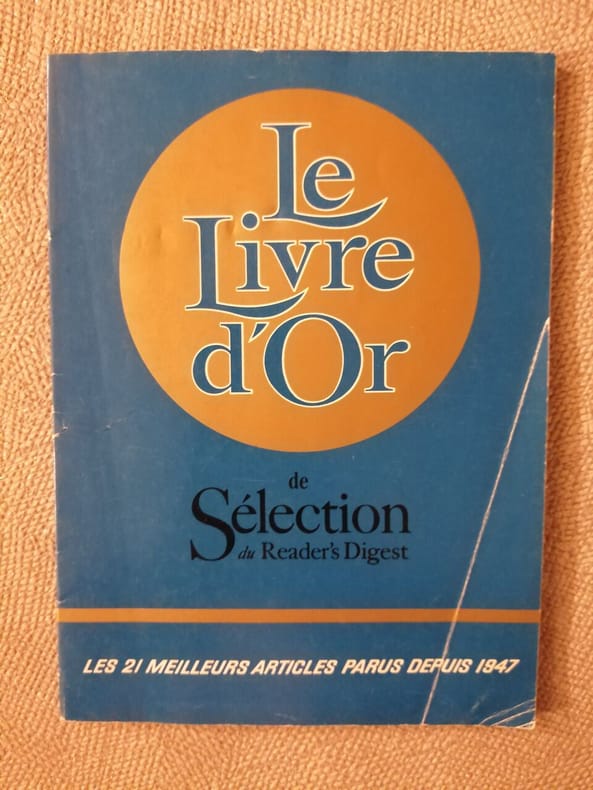 Le
Livre
d'Or
de
Sélection
du Reader's Digest
LES 21 MEILLEURS ARTICLES PARUS DEPUIS 1947